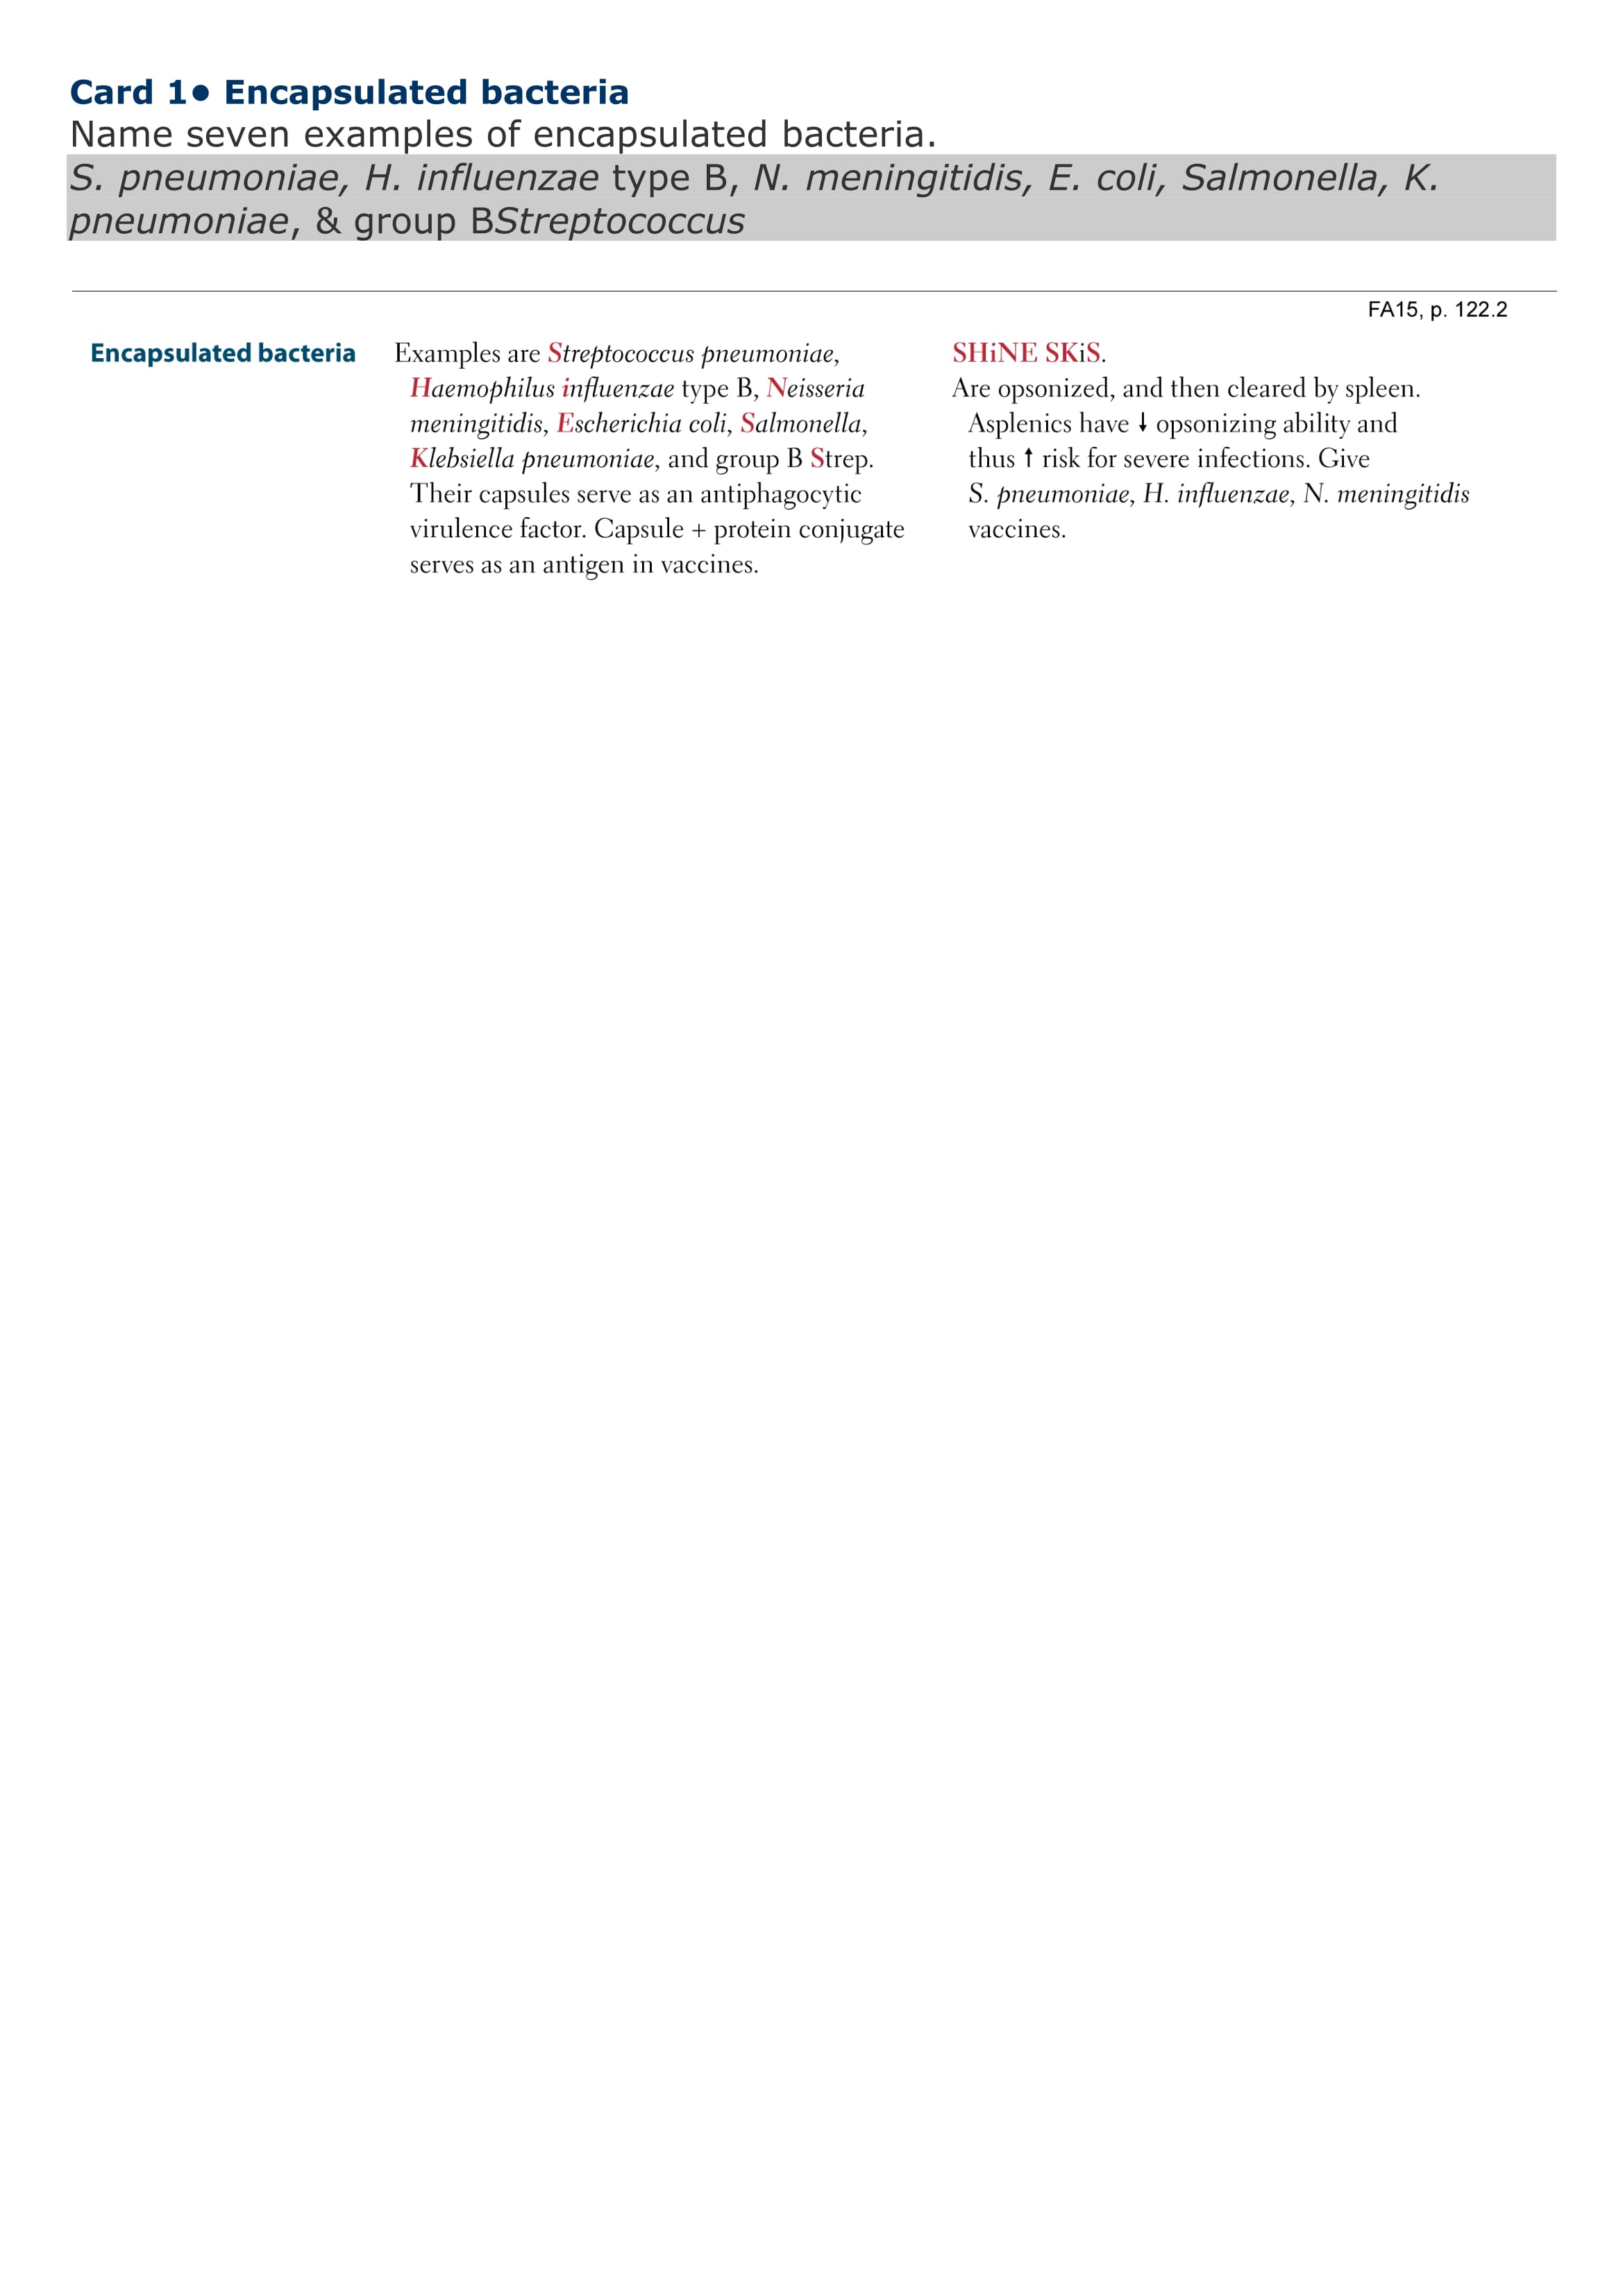 Card 1● Encapsulated bacteria
Name seven examples of encapsulated bacteria.
S. pneumoniae, H. influenzae type B, N. meningitidis, E. coli, Salmonella, K.
pneumoniae, & group BStreptococcus
FA15, p. 122.2
Encapsulated bacteria
Examples are Streptococcus pneumoniae,
Haemophilus influenzae type B, Neisseria
meningitidis, Escherichia coli, Salmonella,
Klebsiella pneumoniae, and group B Strep.
Their capsules serve as an antiphagocytic
virulence factor. Capsule + protein conjugate
serves as an antigen in vaccines.
SHiNE SKiS.
Are opsonized, and then cleared by spleen.
Asplenics have ↓ opsonizing ability and
thus ↑ risk for severe infections. Give
S. pneumoniae, H. influenzae, N. meningitidis
vaccines.